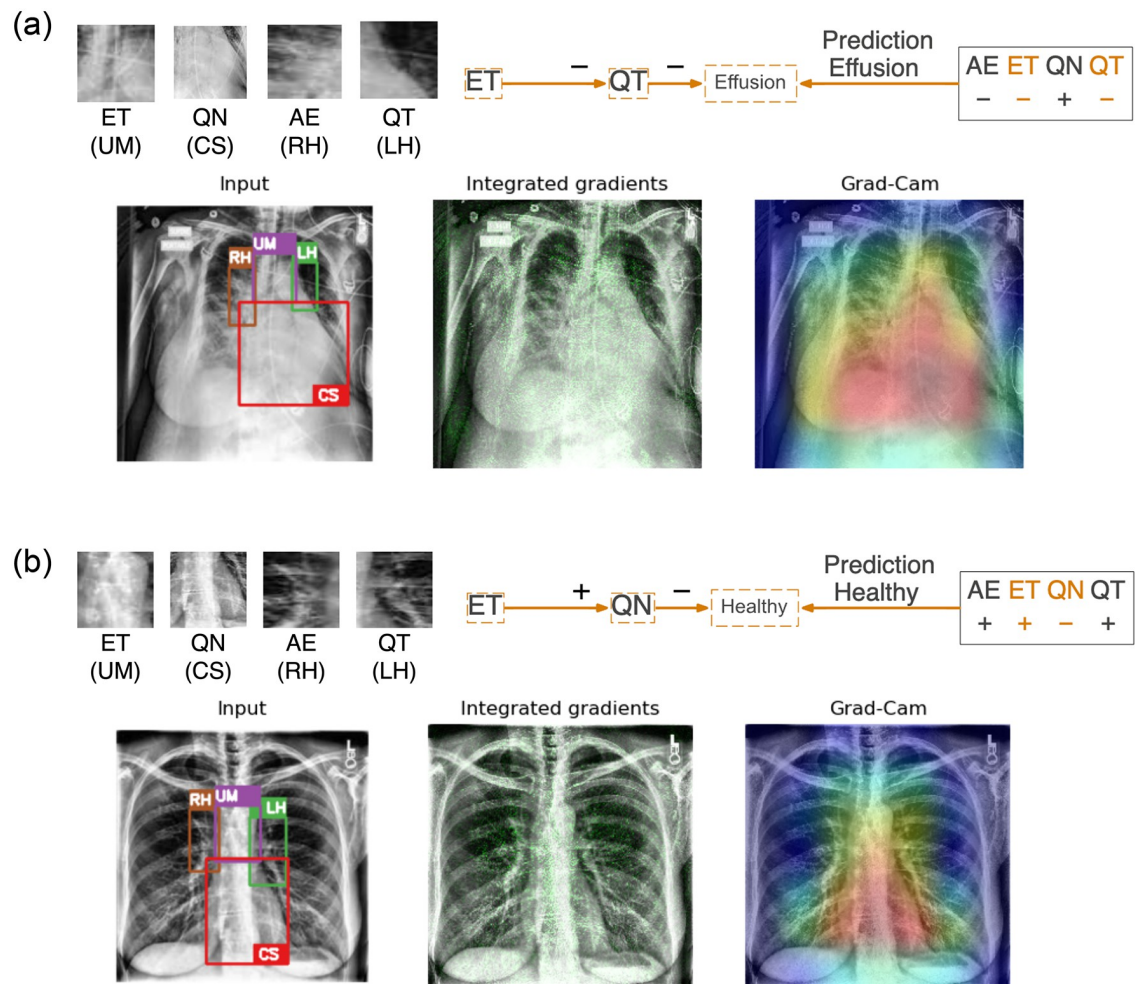 (a)
ET QN AE QT
(UM) (CS) (RH) (LH)
ET − QT − Effusion
Prediction
Effusion
AE ET QN QT
− − + −
Input
Integrated gradients
Grad-Cam
UM
RH
LH
CS
L
(b)
ET QN AE QT
(UM) (CS) (RH) (LH)
ET + QN − Healthy
Prediction
Healthy
AE ET QN QT
+ + − +
Input
Integrated gradients
Grad-Cam
RH
UM
LH
CS
L
L
L